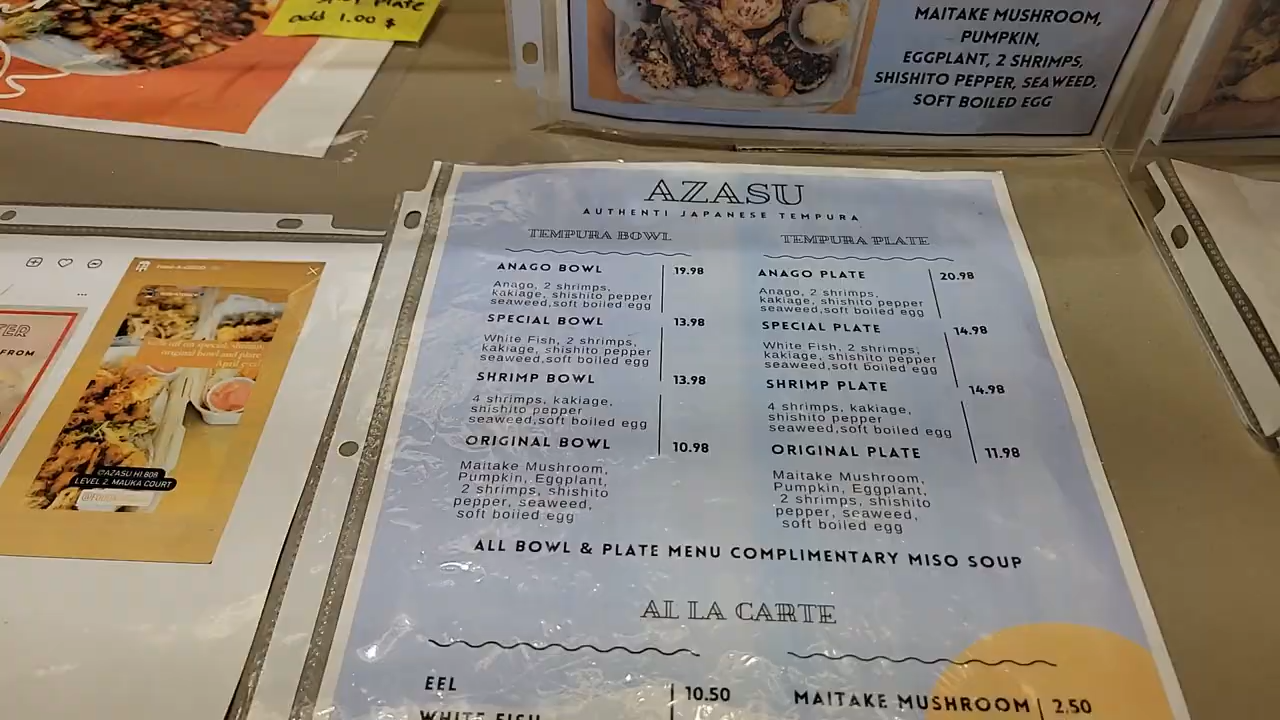 Plate
add 1.00 $
MAITAKE MUSHROOM,
PUMPKIN,
EGGPLANT, 2 SHRIMPS,
SHISHITO PEPPER, SEAWEED,
SOFT BOILED EGG
AZASU
AUTHENTI JAPANESE TEMPURA
TEMPURA BOWL
ANAGO BOWL 19.98
Anago, 2 shrimps,
kakiage, shishito pepper
seaweed,soft boiled egg
SPECIAL BOWL 13.98
White Fish, 2 shrimps,
kakiage, shishito pepper
seaweed,soft boiled egg
SHRIMP BOWL 13.98
4 shrimps, kakiage,
shishito pepper
seaweed,soft boiled egg
ORIGINAL BOWL 10.98
Maitake Mushroom,
Pumpkin, Eggplant,
2 shrimps, shishito
pepper, seaweed,
soft boiled egg
TEMPURA PLATE
ANAGO PLATE 20.98
Anago, 2 shrimps,
kakiage, shishito pepper
seaweed,soft boiled egg
SPECIAL PLATE 14.98
White Fish, 2 shrimps,
kakiage, shishito pepper
seaweed,soft boiled egg
SHRIMP PLATE 14.98
4 shrimps, kakiage,
shishito pepper
seaweed,soft boiled egg
ORIGINAL PLATE 11.98
Maitake Mushroom,
Pumpkin, Eggplant,
2 shrimps, shishito
pepper, seaweed,
soft boiled egg
ALL BOWL & PLATE MENU COMPLIMENTARY MISO SOUP
AL LA CARTE
EEL 10.50
WHITE FISH
MAITAKE MUSHROOM 2.50
FROM
original bowl and plate
@AZASU.HI.808
LEVEL 2, MAUKA COURT